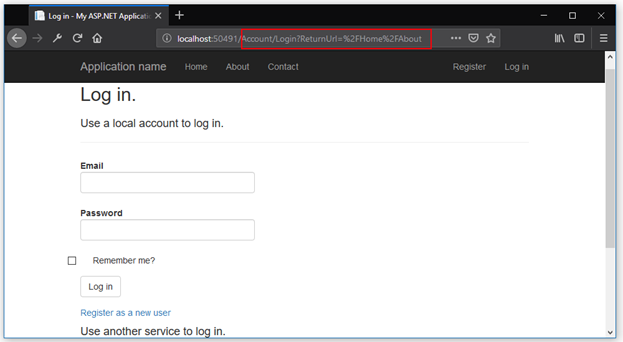 Log in - My ASP.NET Applicatio
localhost:50491/Account/Login?ReturnUrl=%2FHome%2FAbout
Application name Home About Contact Register Log in
Log in.
Use a local account to log in.
Email
Password
Remember me?
Log in
Register as a new user
Use another service to log in.